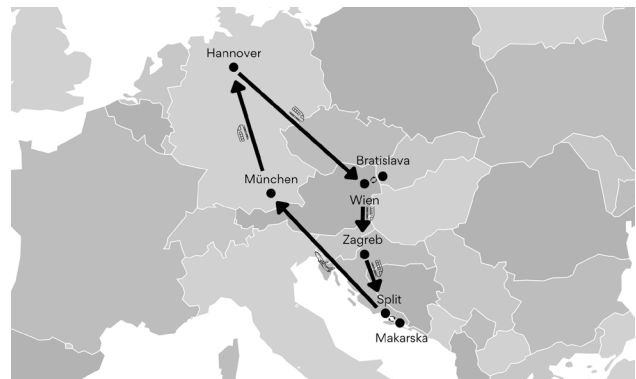 Hannover
Bratislava
München
Wien
Zagreb
Split
Makarska